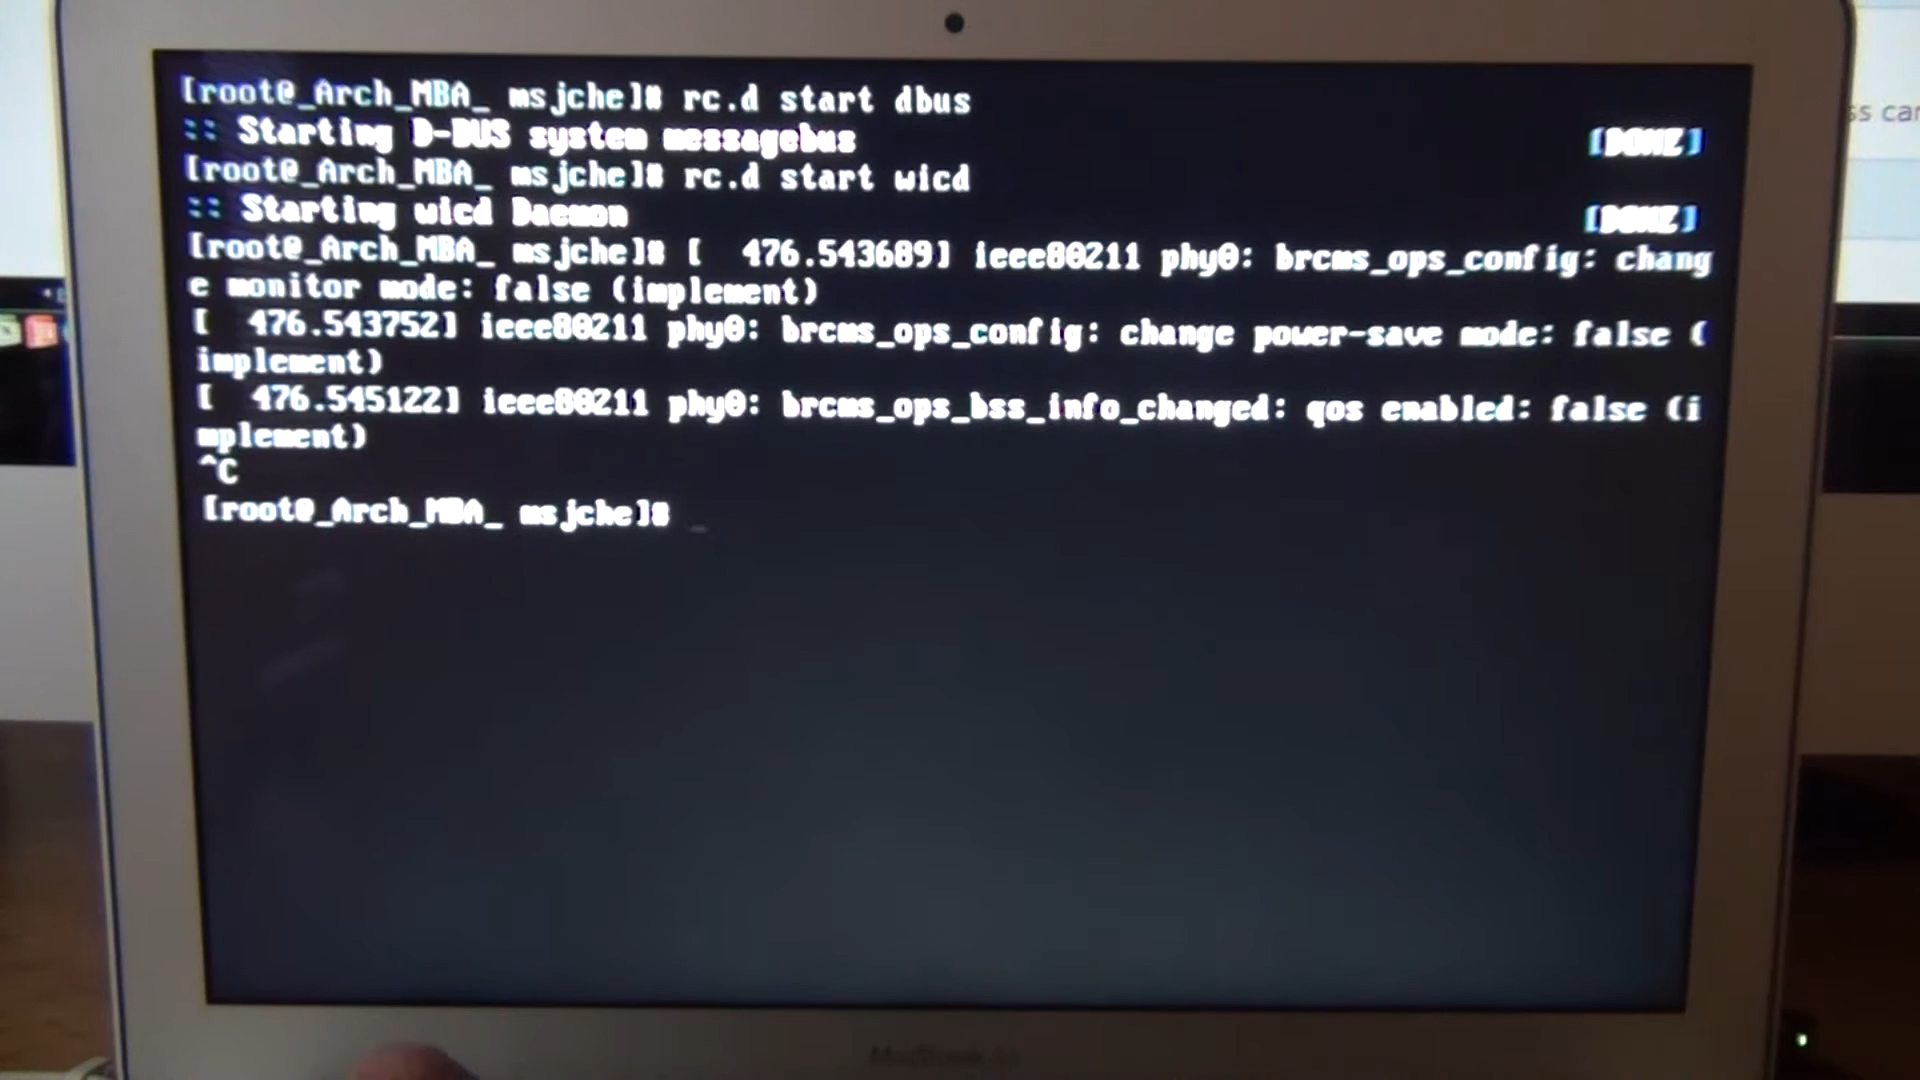 [root@_Arch_MBA_ msjche]# rc.d start dbus
:: Starting D-BUS system messagebus [DONE]
[root@_Arch_MBA_ msjche]# rc.d start wicd
:: Starting wicd Daemon [DONE]
[root@_Arch_MBA_ msjche]# [  476.543689] ieee80211 phy0: brcms_ops_config: chang
e monitor mode: false (implement)
[  476.543752] ieee80211 phy0: brcms_ops_config: change power-save mode: false (
implement)
[  476.545122] ieee80211 phy0: brcms_ops_bss_info_changed: qos enabled: false (i
mplement)
^C
[root@_Arch_MBA_ msjche]# _
MacBook Air